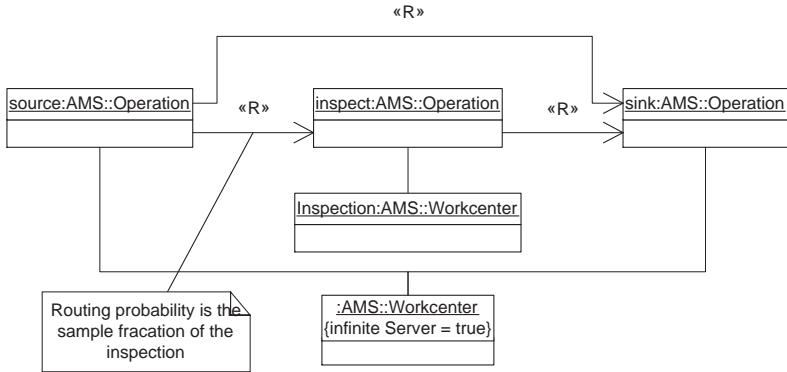 «R»
source:AMS::Operation
«R»
inspect:AMS::Operation
«R»
sink:AMS::Operation
Inspection:AMS::Workcenter
Routing probability is the
sample fracation of the
inspection
:AMS::Workcenter
{infinite Server = true}